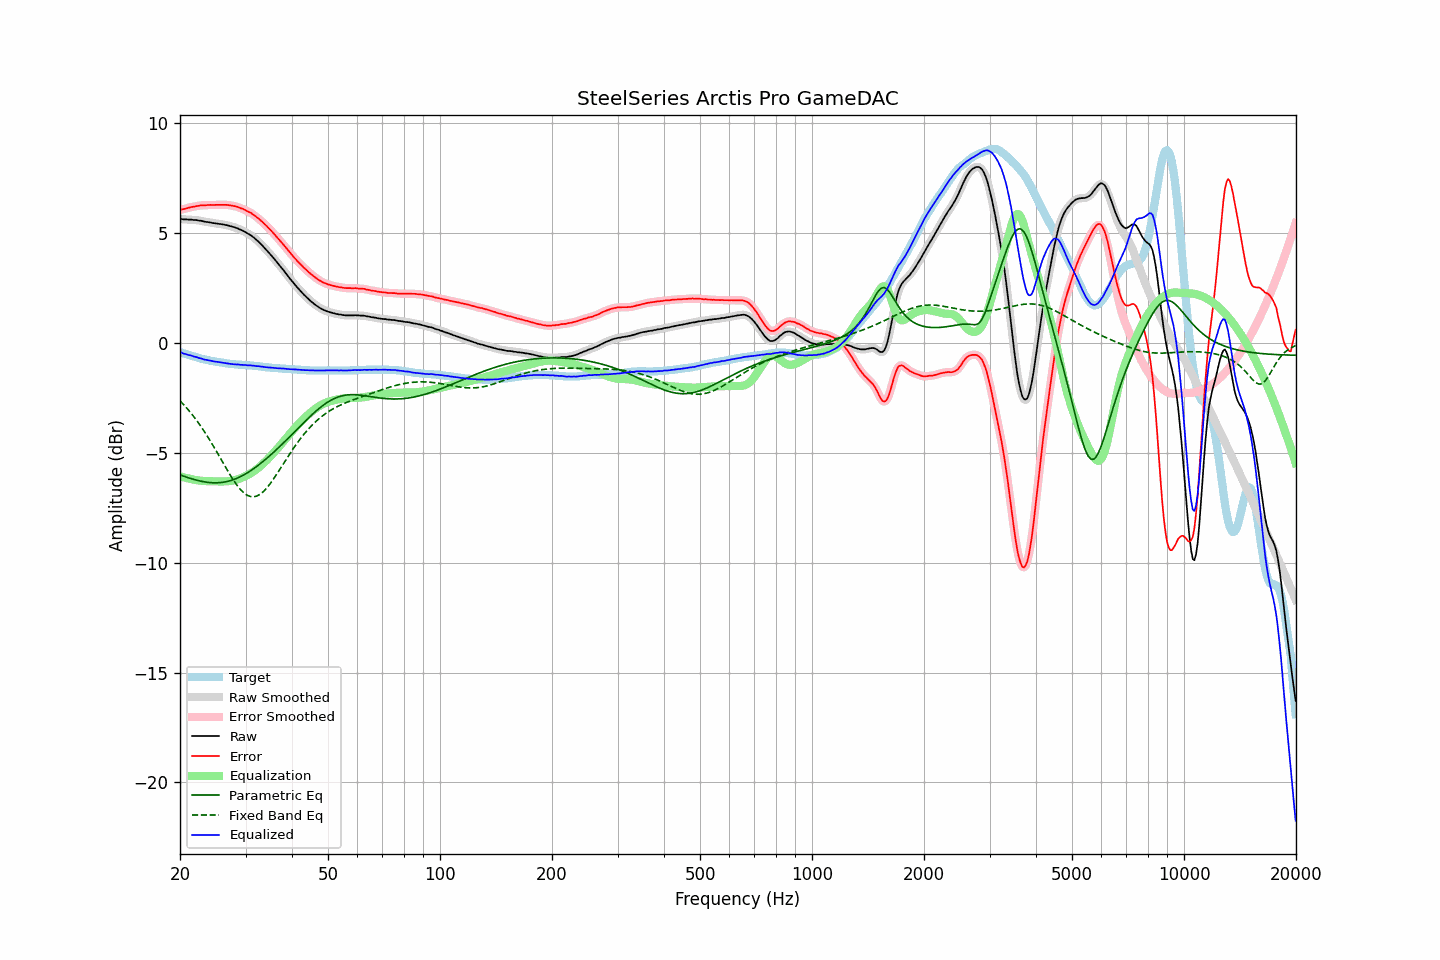 SteelSeries Arctis Pro GameDAC
10
5
0
−5
−10
−15
−20
Amplitude (dBr)
Target
Raw Smoothed
Error Smoothed
Raw
Error
Equalization
Parametric Eq
Fixed Band Eq
Equalized
20 50 100 200 500 1000 2000 5000 10000 20000
Frequency (Hz)